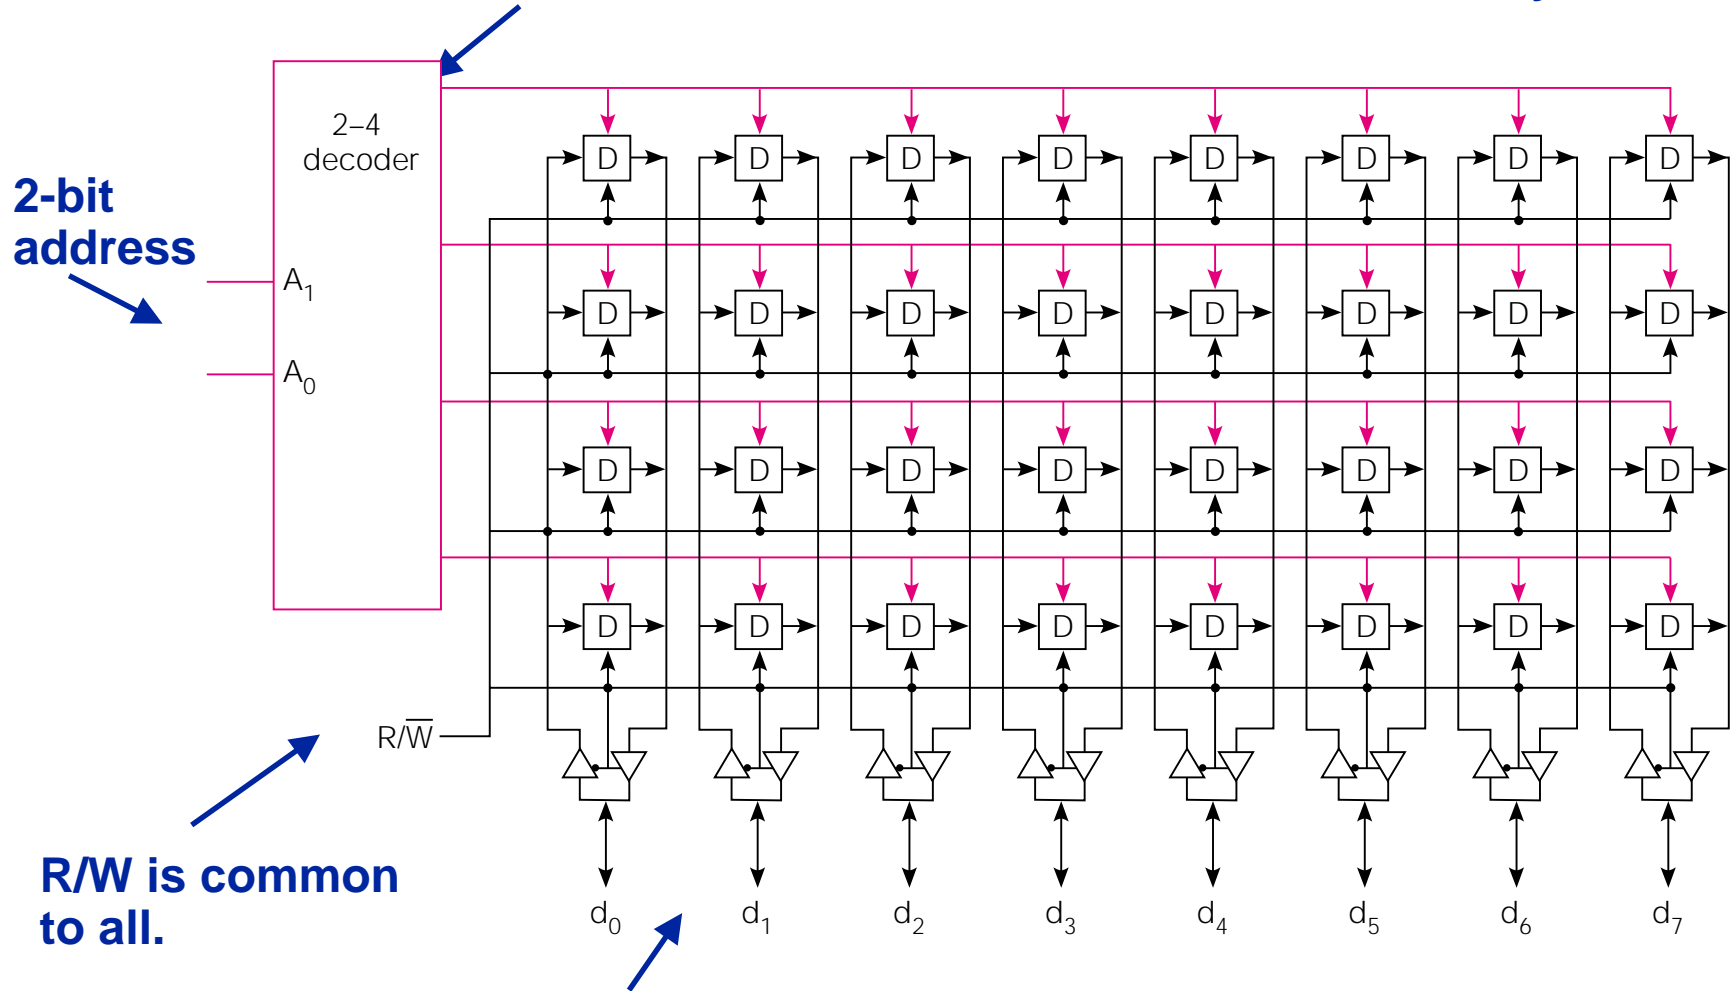 2–4
decoder
D D D D D D D D
2-bit
address
A1
D D D D D D D D
A0
D D D D D D D D
D D D D D D D D
R/W̅
R/W is common
to all.
d0 d1 d2 d3 d4 d5 d6 d7